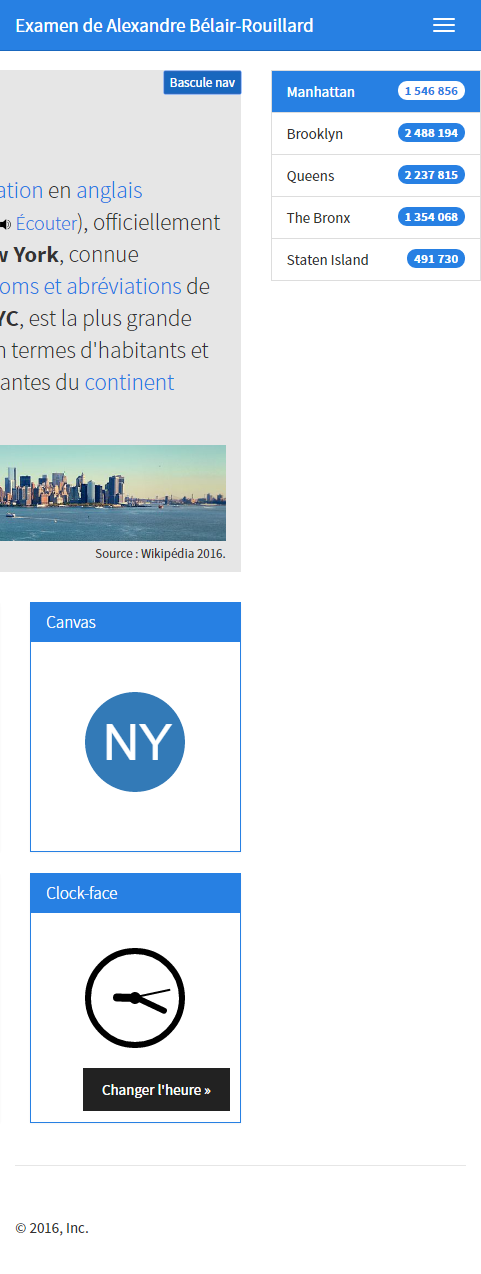 Examen de Alexandre Bélair-Rouillard
Bascule nav
ation en anglais
Écouter), officiellement
w York, connue
oms et abréviations de
YC, est la plus grande
n termes d'habitants et
antes du continent
Source : Wikipédia 2016.
Manhattan 1 546 856
Brooklyn 2 488 194
Queens 2 237 815
The Bronx 1 354 068
Staten Island 491 730
Canvas
NY
Clock-face
Changer l'heure »
© 2016, Inc.